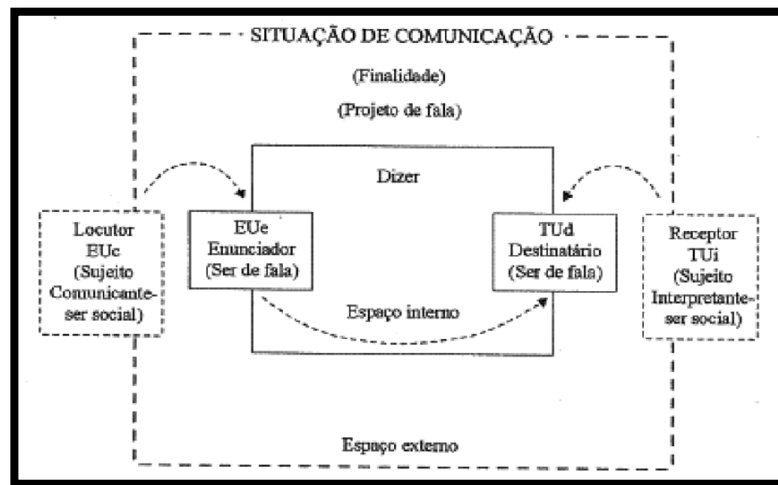 SITUAÇÃO DE COMUNICAÇÃO
(Finalidade)
(Projeto de fala)
Dizer
Locutor
EUc
(Sujeito
Comunicante-
ser social)
EUe
Enunciador
(Ser de fala)
TUd
Destinatário
(Ser de fala)
Receptor
TUi
(Sujeito
Interpretante-
ser social)
Espaço interno
Espaço externo